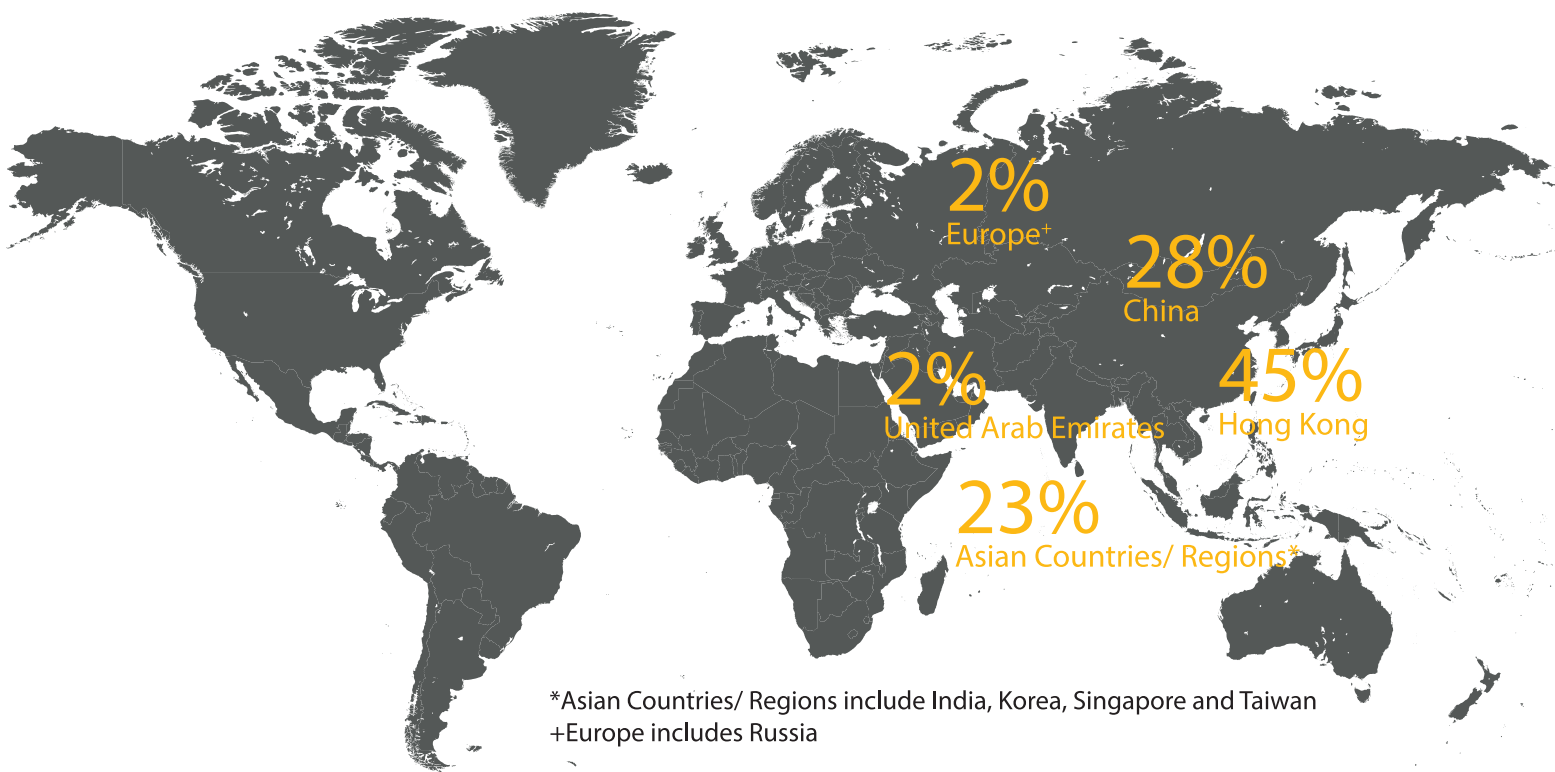 2%
Europe+
28%
China
2%
United Arab Emirates
45%
Hong Kong
23%
Asian Countries/ Regions*
*Asian Countries/ Regions include India, Korea, Singapore and Taiwan
+Europe includes Russia